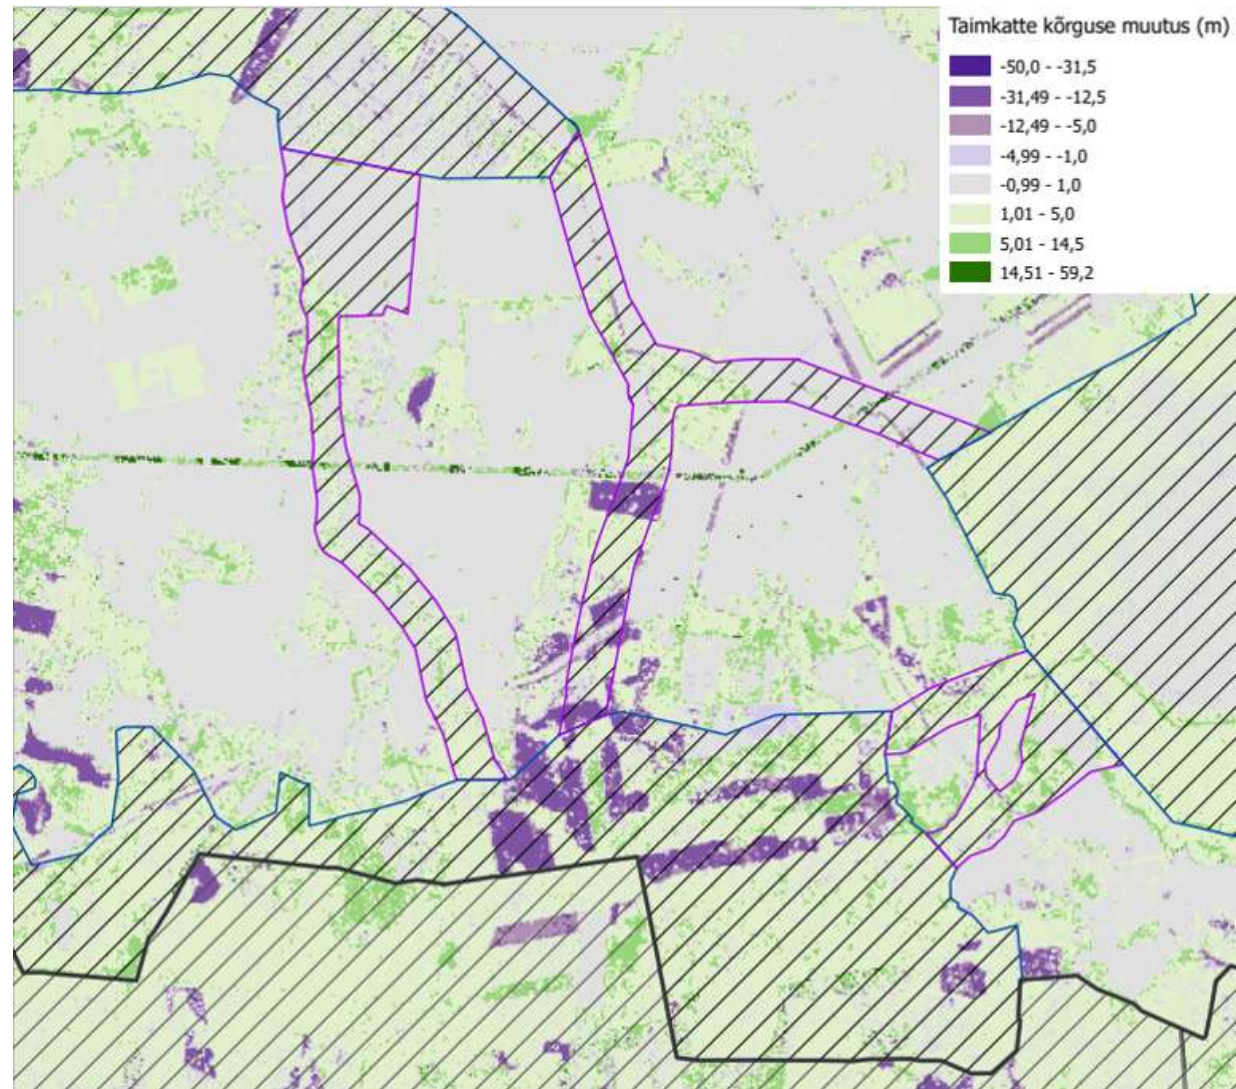 Taimkatte kõrguse muutus (m)
-50,0 - -31,5
-31,49 - -12,5
-12,49 - -5,0
-4,99 - -1,0
-0,99 - 1,0
1,01 - 5,0
5,01 - 14,5
14,51 - 59,2